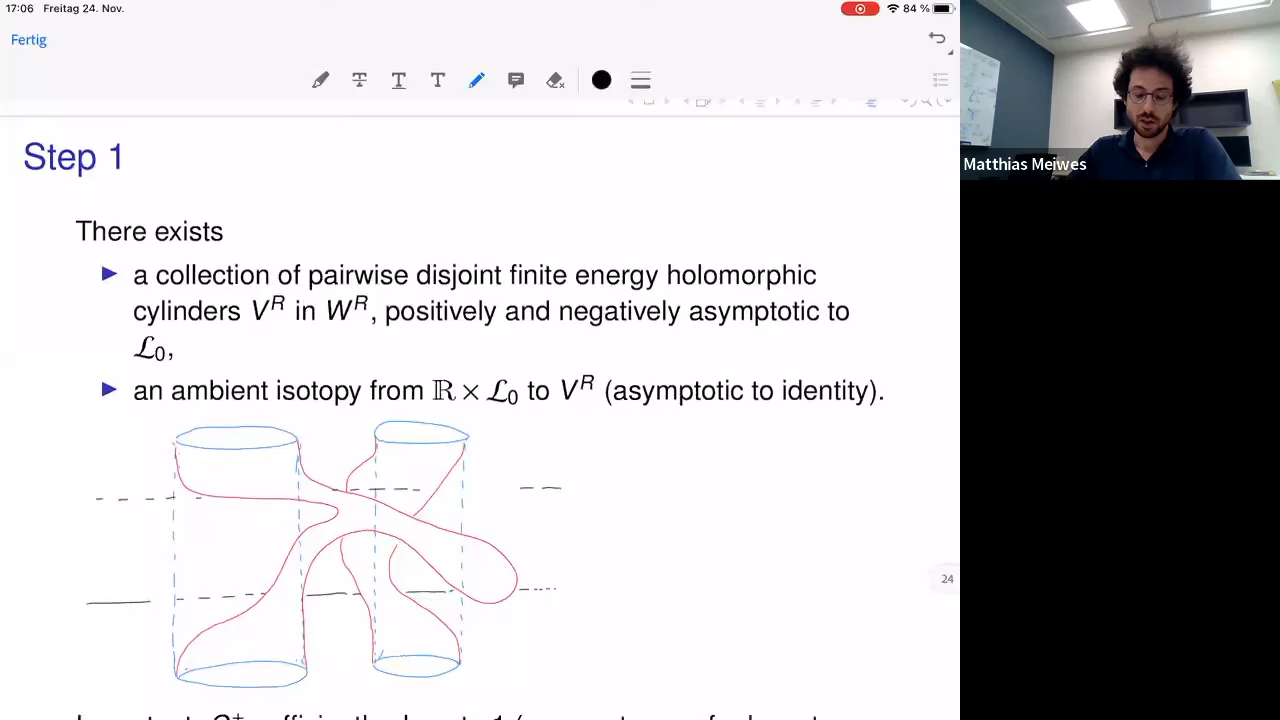 17:06 Freitag 24. Nov.
84 %
Fertig
Step 1
There exists
▶ a collection of pairwise disjoint finite energy holomorphic
cylinders V^R in W^R, positively and negatively asymptotic to
ℒ₀,
▶ an ambient isotopy from ℝ × ℒ₀ to V^R (asymptotic to identity).
24
Matthias Meiwes